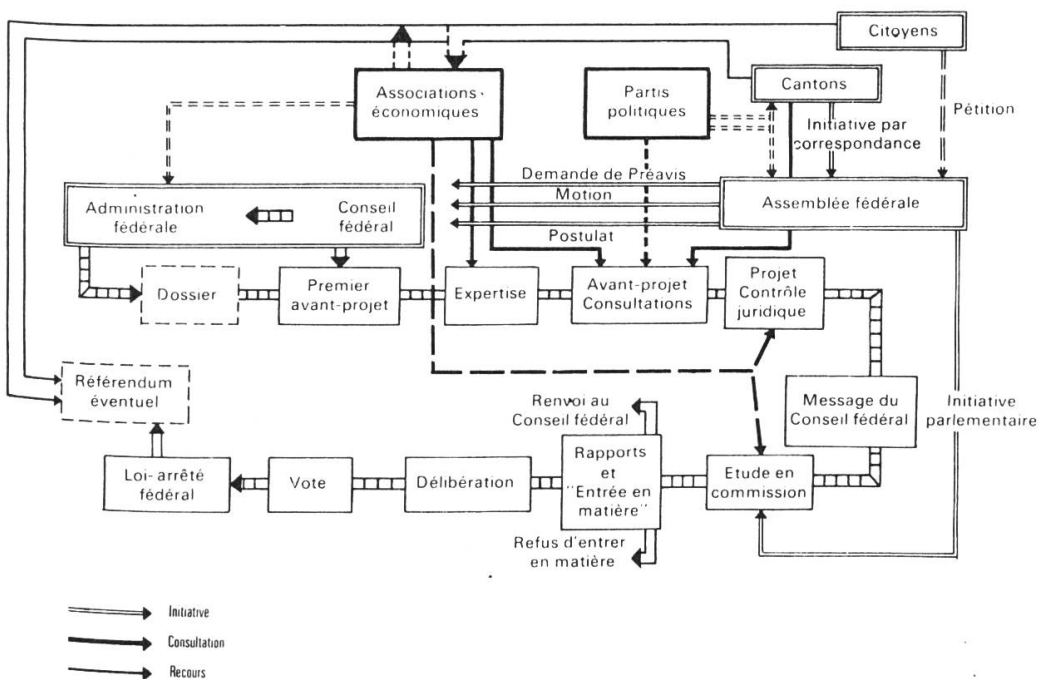 Citoyens
Cantons
Associations
économiques
Partis
politiques
Pétition
Initiative par
correspondance
Demande de Préavis
Motion
Postulat
Assemblée fédérale
Administration
fédérale
Conseil
fédéral
Dossier
Premier
avant-projet
Expertise
Avant-projet
Consultations
Projet
Contrôle
juridique
Référendum
éventuel
Renvoi au
Conseil fédéral
Message du
Conseil fédéral
Initiative
parlementaire
Loi-arrêté
fédéral
Vote
Délibération
Rapports
et
"Entrée en
matière"
Etude en
commission
Refus d'entrer
en matière
Initiative
Consultation
Recours